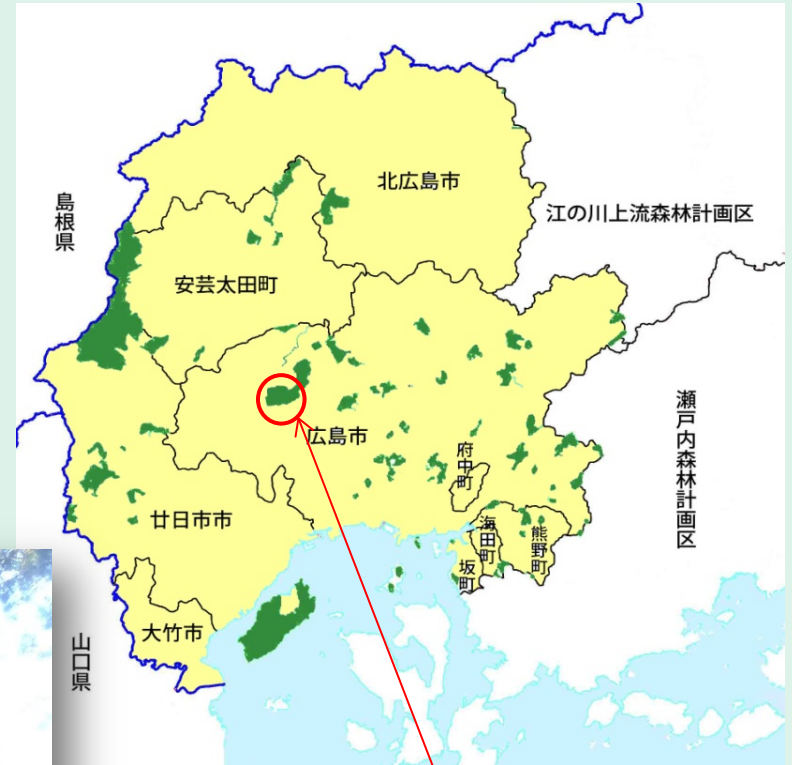 北広島市
島根県
江の川上流森林計画区
安芸太田町
瀬戸内森林計画区
広島市
府中町
廿日市市
海田町
熊野町
坂町
大竹市
山口県